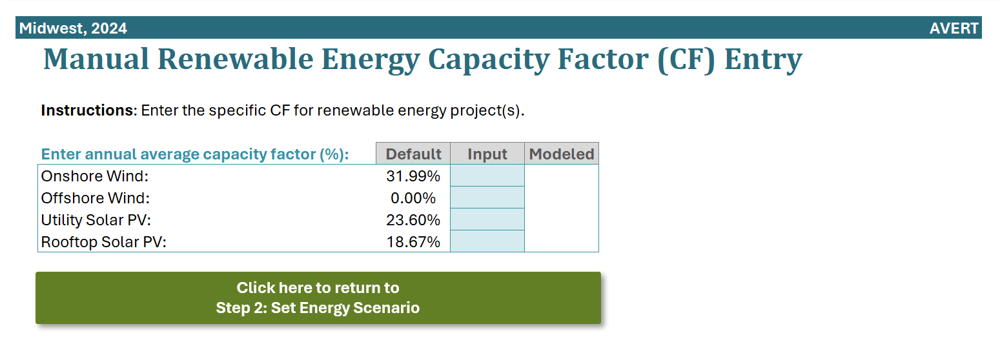 Midwest, 2024 AVERT
Manual Renewable Energy Capacity Factor (CF) Entry
Instructions: Enter the specific CF for renewable energy project(s).
Enter annual average capacity factor (%): Default Input Modeled
Onshore Wind: 31.99%
Offshore Wind: 0.00%
Utility Solar PV: 23.60%
Rooftop Solar PV: 18.67%
Click here to return to
Step 2: Set Energy Scenario